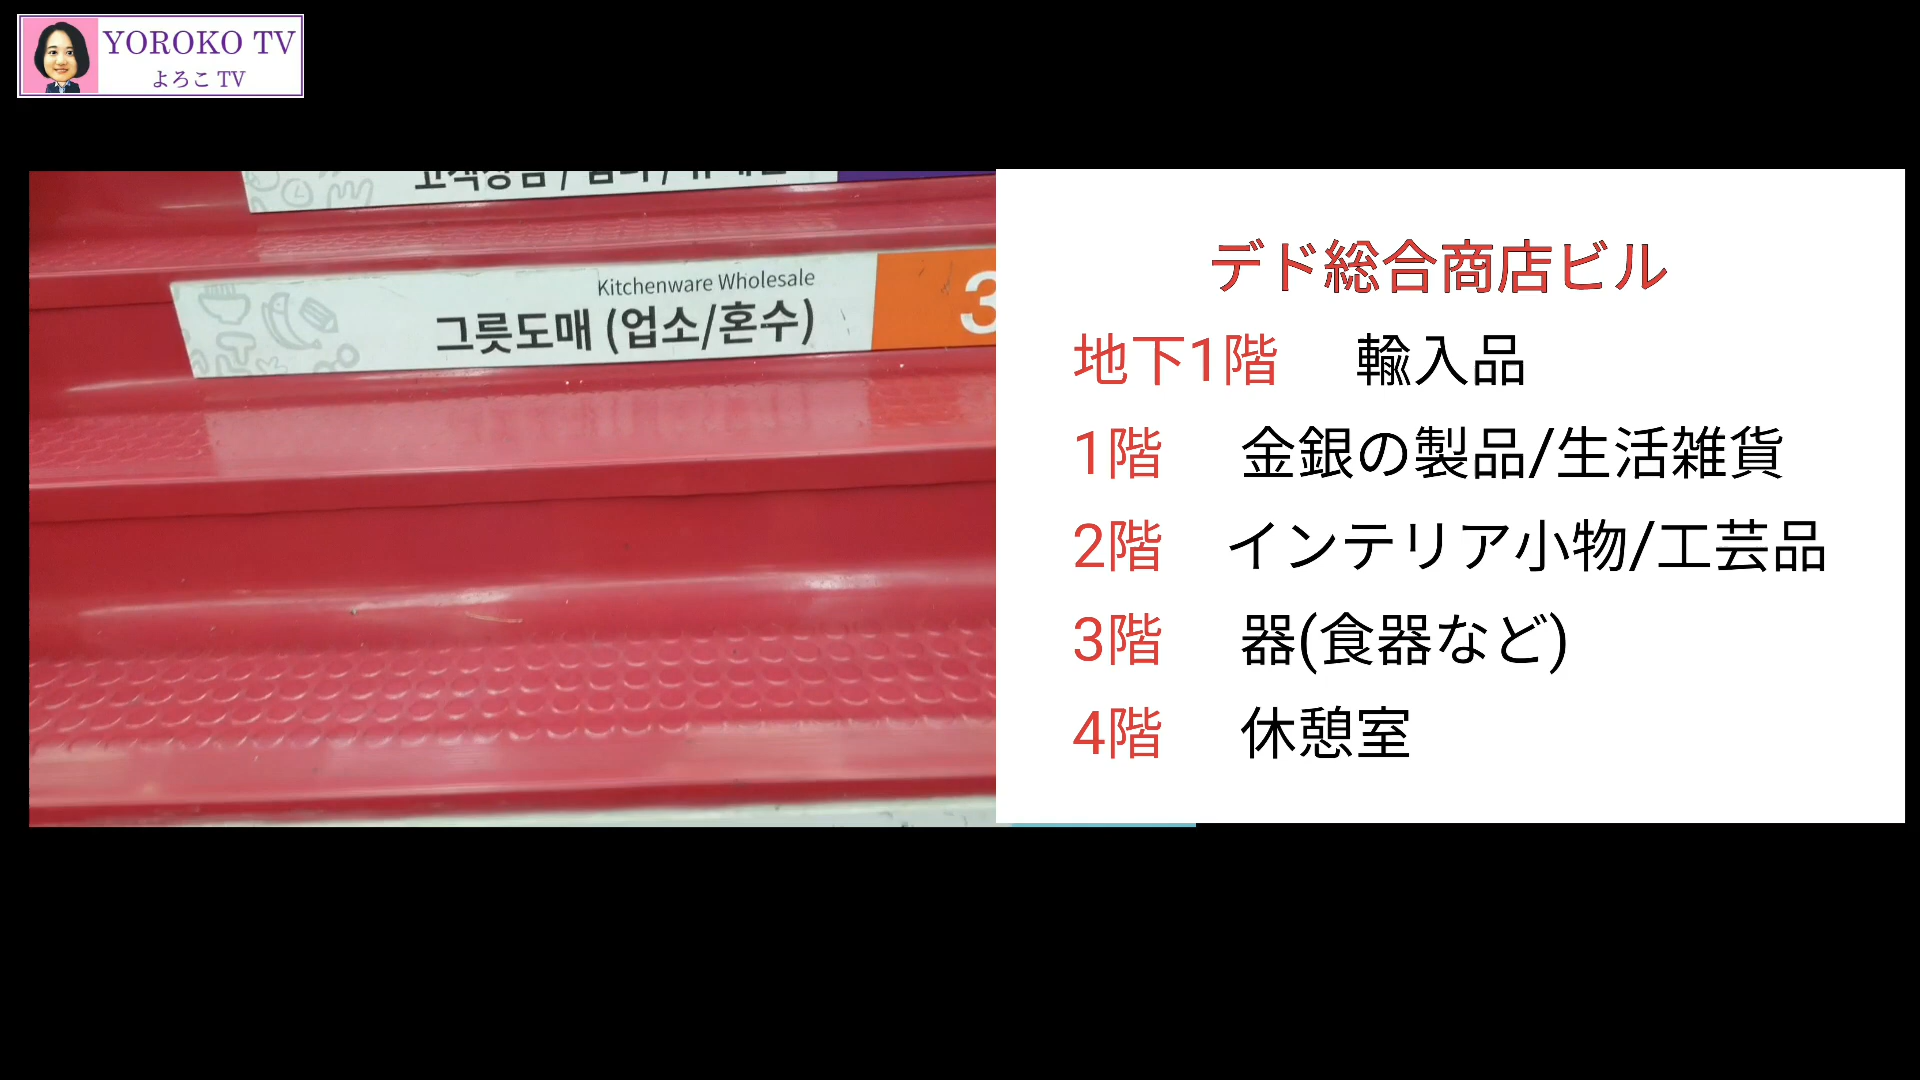 YOROKO TV
よろこ TV
Kitchenware Wholesale
그릇도매 (업소/혼수)
3
デド総合商店ビル
地下1階 輸入品
1階 金銀の製品/生活雑貨
2階 インテリア小物/工芸品
3階 器(食器など)
4階 休憩室